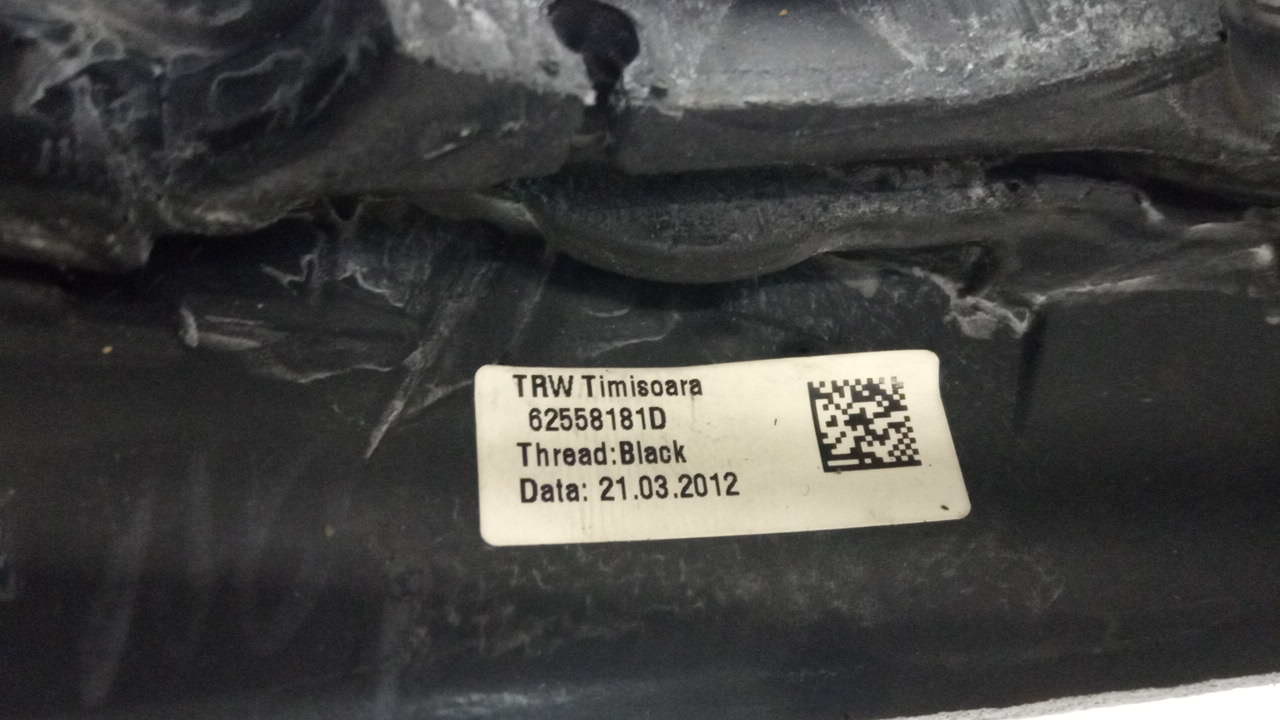 TRW Timisoara
62558181D
Thread:Black
Data: 21.03.2012